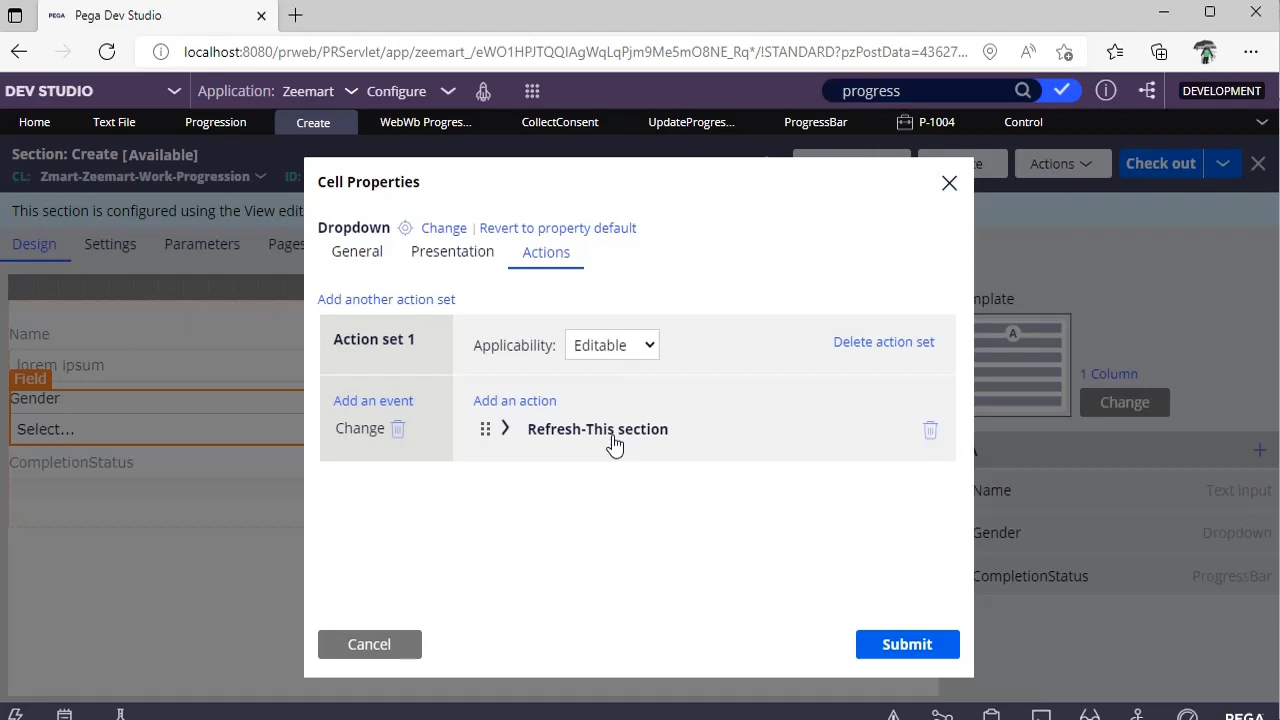 PEGA Pega Dev Studio
localhost:8080/prweb/PRServlet/app/zeemart_/eWO1HPJTQQIAgWqLqPjm9Me5mO8NE_Rq*/!STANDARD?pzPostData=43627...
DEV STUDIO Application: Zeemart Configure progress DEVELOPMENT
Home Text File Progression Create WebWb Progres... CollectConsent UpdateProgres... ProgressBar P-1004 Control
Section: Create [Available]
CL: Zmart-Zeemart-Work-Progression ID: Actions Check out
This section is configured using the View edit
Design Settings Parameters Pages
Cell Properties
Dropdown Change | Revert to property default
General Presentation Actions
Add another action set
Action set 1 Applicability: Editable Delete action set
Add an event Add an action
Change Refresh-This section
Cancel Submit
Name
lorem ipsum
Field
Gender
Select...
CompletionStatus
mplate
A
1 Column
Change
A
Name Text input
Gender Dropdown
CompletionStatus ProgressBar
PEGA